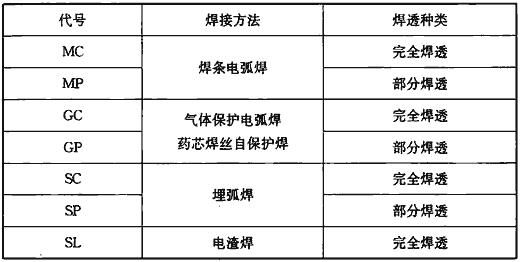 代号 焊接方法 焊透种类
MC 焊条电弧焊 完全焊透
MP 部分焊透
GC 气体保护电弧焊 完全焊透
药芯焊丝自保护焊
GP 部分焊透
SC 埋弧焊 完全焊透
SP 部分焊透
SL 电渣焊 完全焊透